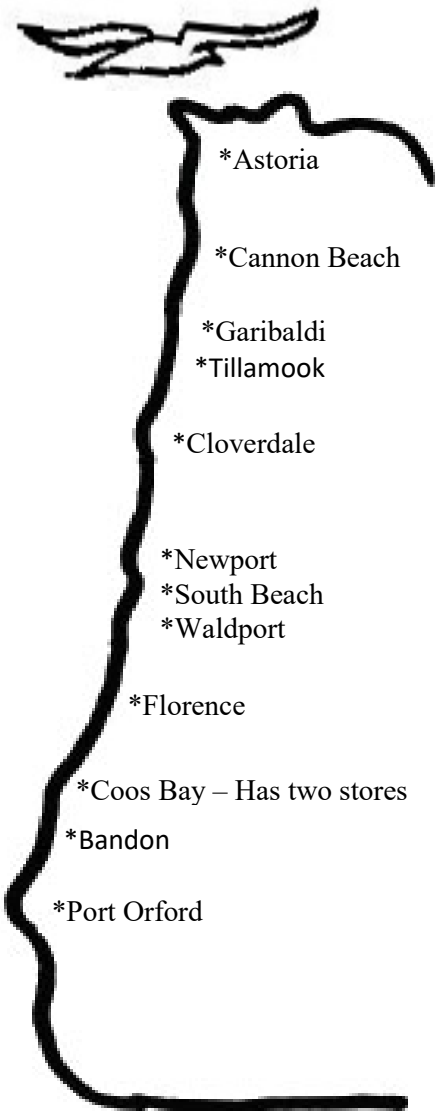 *Astoria
*Cannon Beach
*Garibaldi
*Tillamook
*Cloverdale
*Newport
*South Beach
*Waldport
*Florence
*Coos Bay – Has two stores
*Bandon
*Port Orford